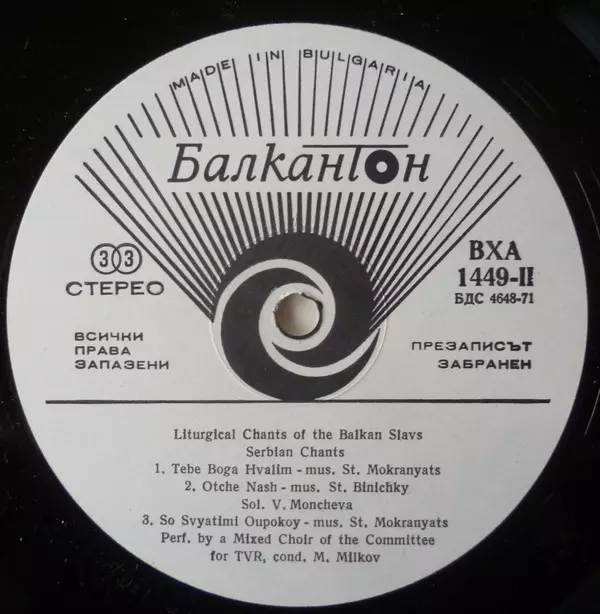 MADE IN BULGARIA
Балкантон
33
СТЕРЕО
ВХА
1449-II
БДС 4648-71
ВСИЧКИ
ПРАВА
ЗАПАЗЕНИ
ПРЕЗАПИСЪТ
ЗАБРАНЕН
Liturgical Chants of the Balkan Slavs
Serbian Chants
1. Tebe Boga Hvalim - mus. St. Mokranyats
2. Otche Nash - mus. St. Binichky
Sol. V. Moncheva
3. So Svyatimi Oupokoy - mus. St. Mokranyats
Perf. by a Mixed Choir of the Committee
for TVR, cond. M. Milkov